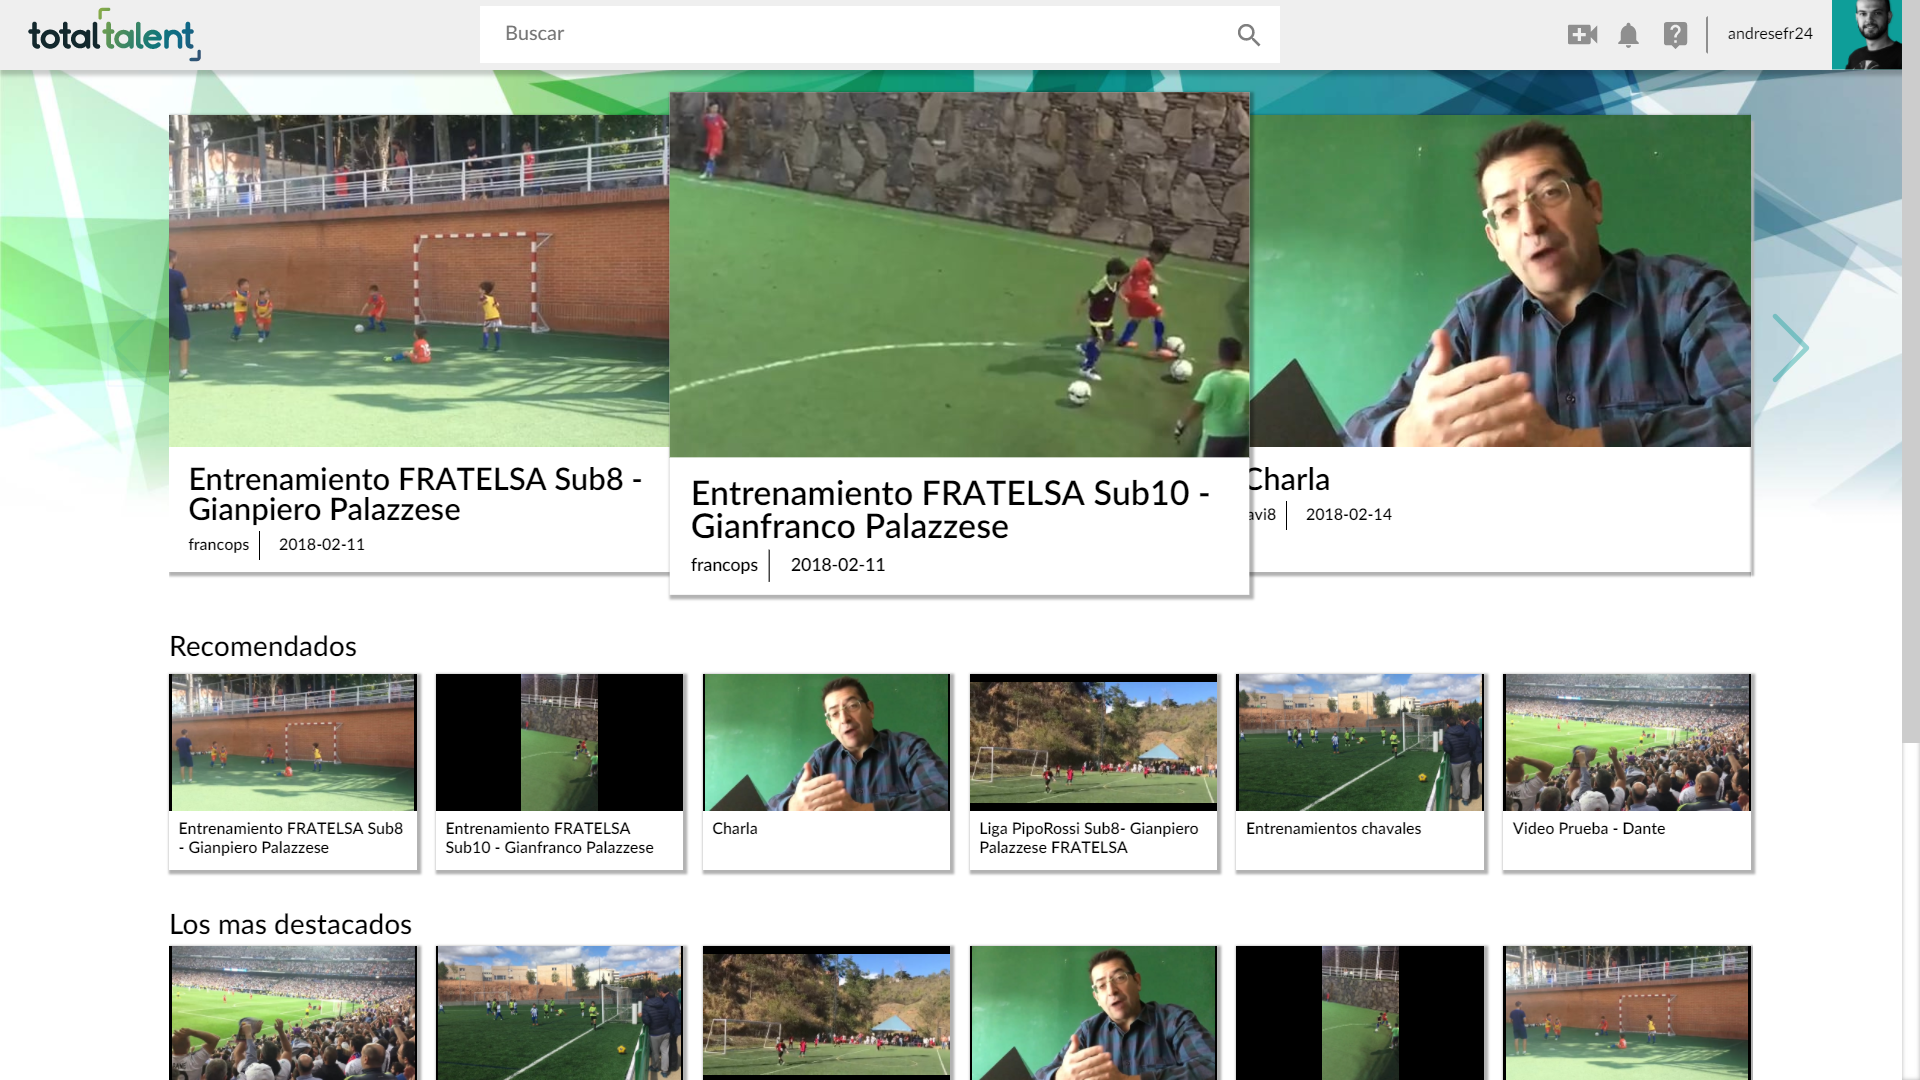 totaltalent
Buscar
andresefr24
Entrenamiento FRATELSA Sub8 -
Gianpiero Palazzese
francops
2018-02-11
Entrenamiento FRATELSA Sub10 -
Gianfranco Palazzese
francops
2018-02-11
Charla
avi8
2018-02-14
Recomendados
Entrenamiento FRATELSA Sub8
- Gianpiero Palazzese
Entrenamiento FRATELSA
Sub10 - Gianfranco Palazzese
Charla
Liga PipoRossi Sub8- Gianpiero
Palazzese FRATELSA
Entrenamientos chavales
Video Prueba - Dante
Los mas destacados